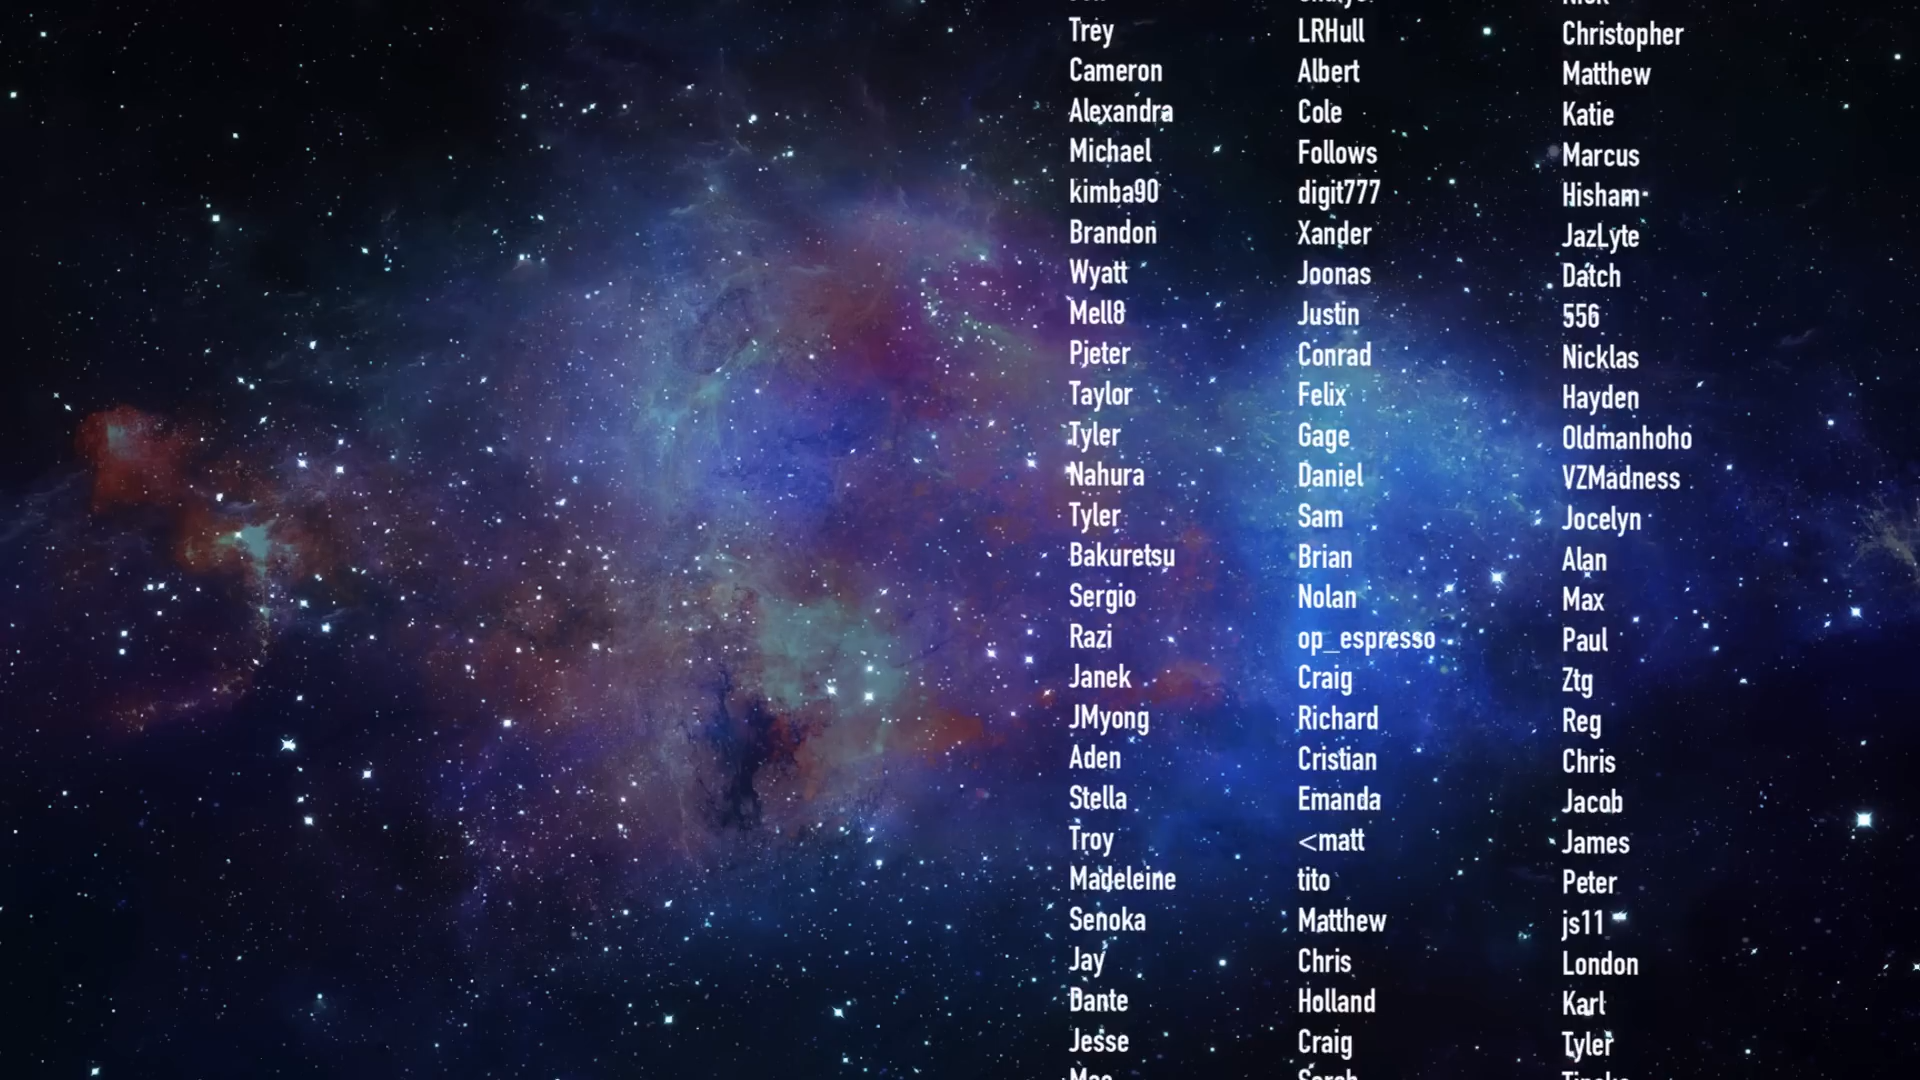 Trey
Cameron
Alexandra
Michael
kimba90
Brandon
Wyatt
Mell8
Pjeter
Taylor
Tyler
Nahura
Tyler
Bakuretsu
Sergio
Razi
Janek
JMyong
Aden
Stella
Troy
Madeleine
Senoka
Jay
Dante
Jesse
LRHull
Albert
Cole
Follows
digit777
Xander
Joonas
Justin
Conrad
Felix
Gage
Daniel
Sam
Brian
Nolan
op_espresso
Craig
Richard
Cristian
Emanda
<matt
tito
Matthew
Chris
Holland
Craig
Christopher
Matthew
Katie
Marcus
Hisham
JazLyte
Datch
556
Nicklas
Hayden
Oldmanhoho
VZMadness
Jocelyn
Alan
Max
Paul
Ztg
Reg
Chris
Jacob
James
Peter
js11
London
Karl
Tyler